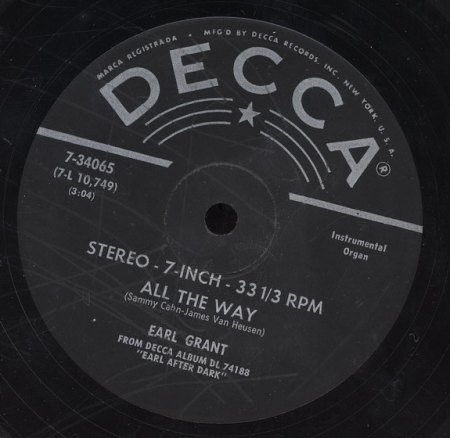 MARCA REGISTRADA • MFG'D BY DECCA RECORDS, INC., NEW YORK, U. S. A.
DECCA®
7-34065
(7-L 10,749)
(3:04)
Instrumental
Organ
STEREO - 7-INCH - 33 1/3 RPM
ALL THE WAY
(Sammy Cahn-James Van Heusen)
EARL GRANT
FROM DECCA ALBUM DL 74188
"EARL AFTER DARK"